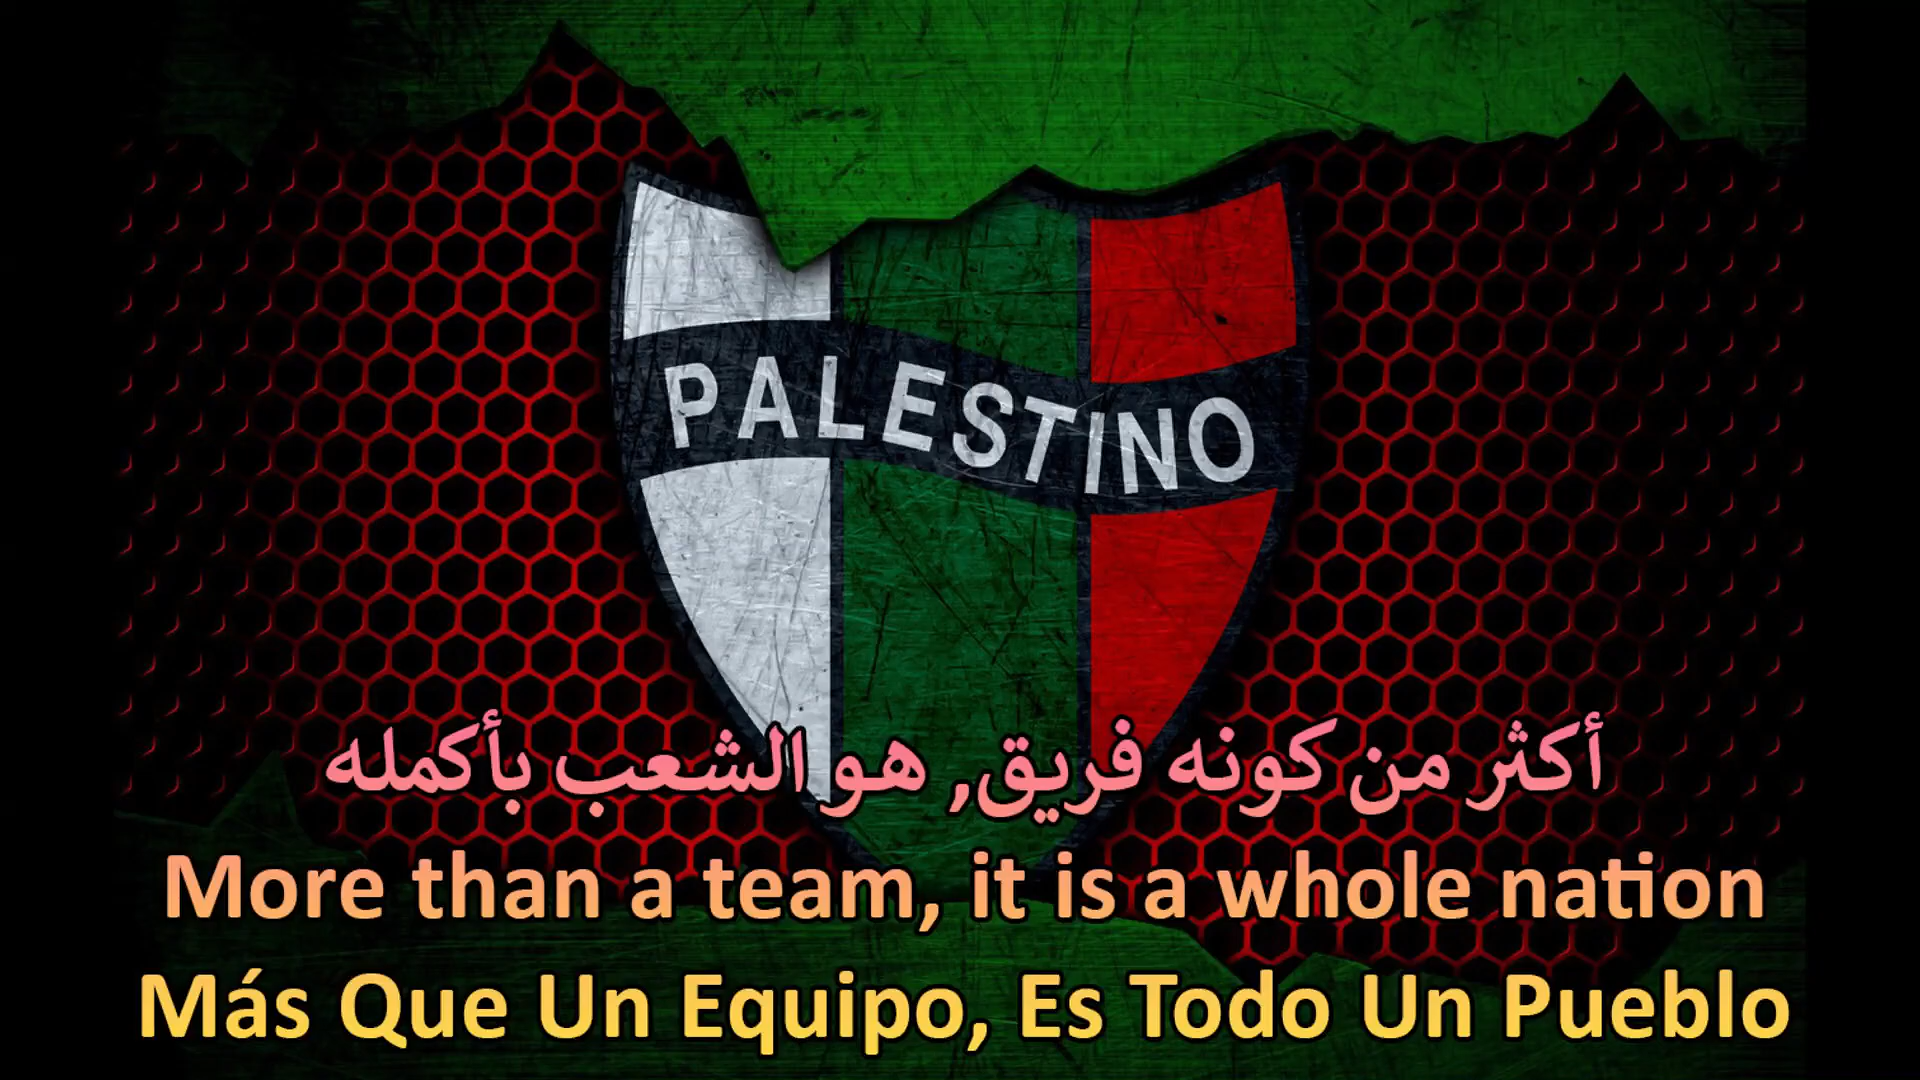 PALESTINO
أكثر من كونه فريق, هو الشعب بأكمله
More than a team, it is a whole nation
Más Que Un Equipo, Es Todo Un Pueblo